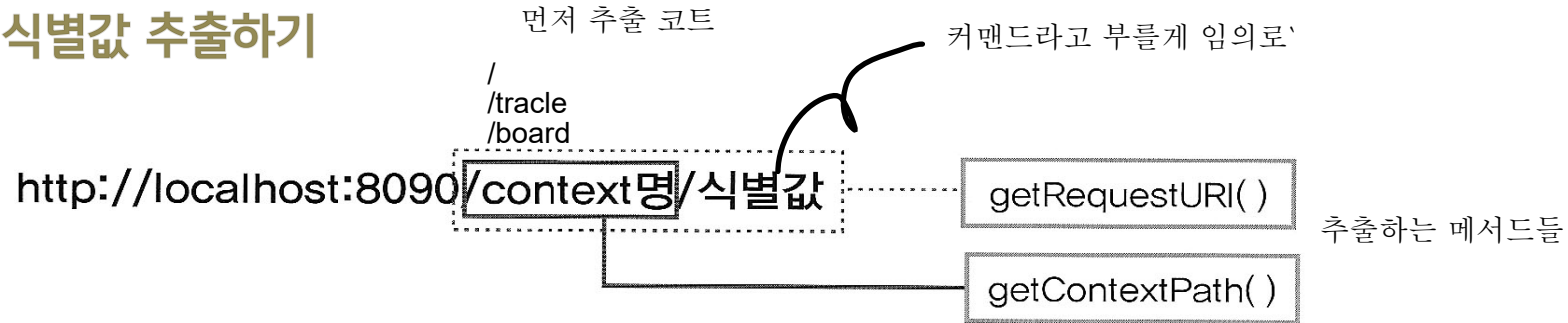 식별값 추출하기
먼저 추출 코트
커맨드라고 부를게 임의로`
/
/tracle
/board
http://localhost:8090/context명/식별값
getRequestURI( )
추출하는 메서드들
getContextPath( )